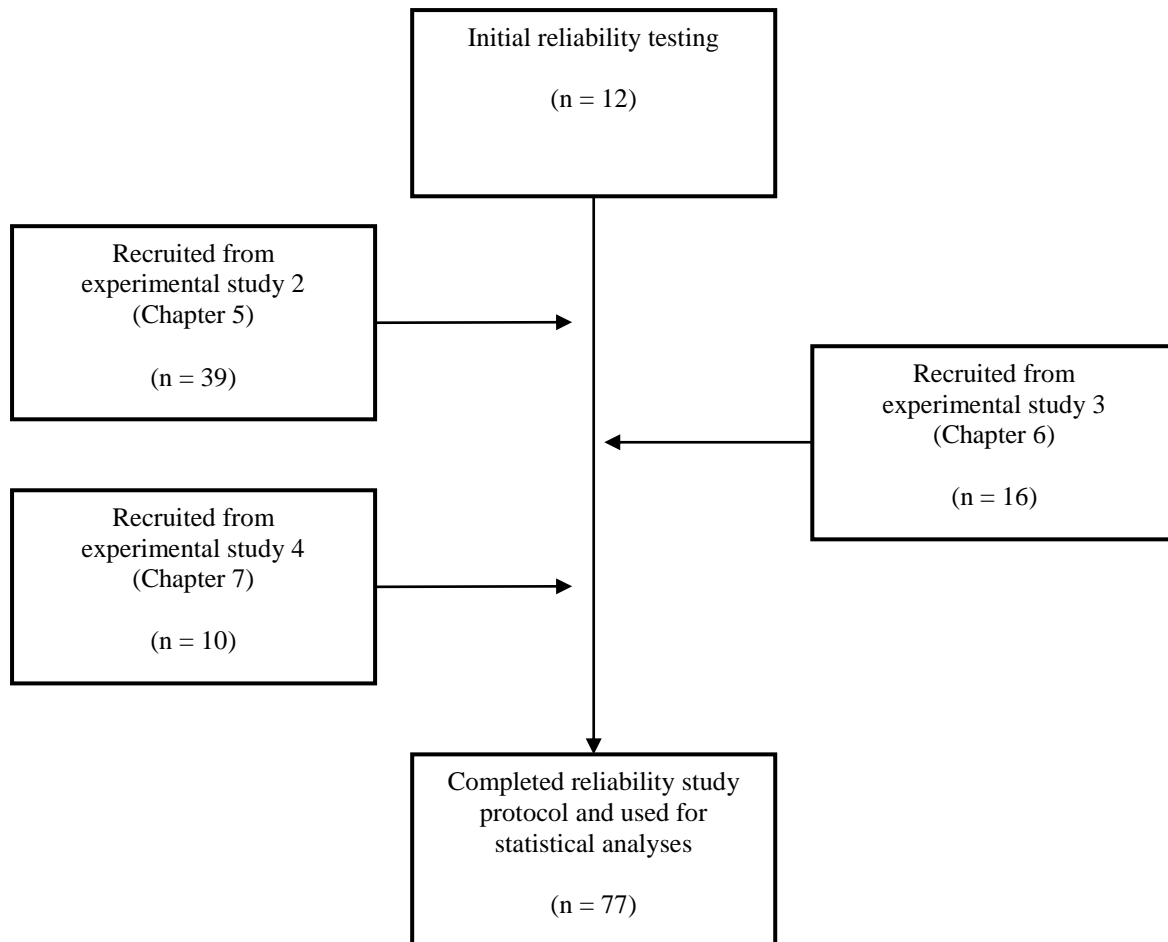 Initial reliability testing
(n = 12)
Recruited from
experimental study 2
(Chapter 5)
(n = 39)
Recruited from
experimental study 3
(Chapter 6)
(n = 16)
Recruited from
experimental study 4
(Chapter 7)
(n = 10)
Completed reliability study
protocol and used for
statistical analyses
(n = 77)